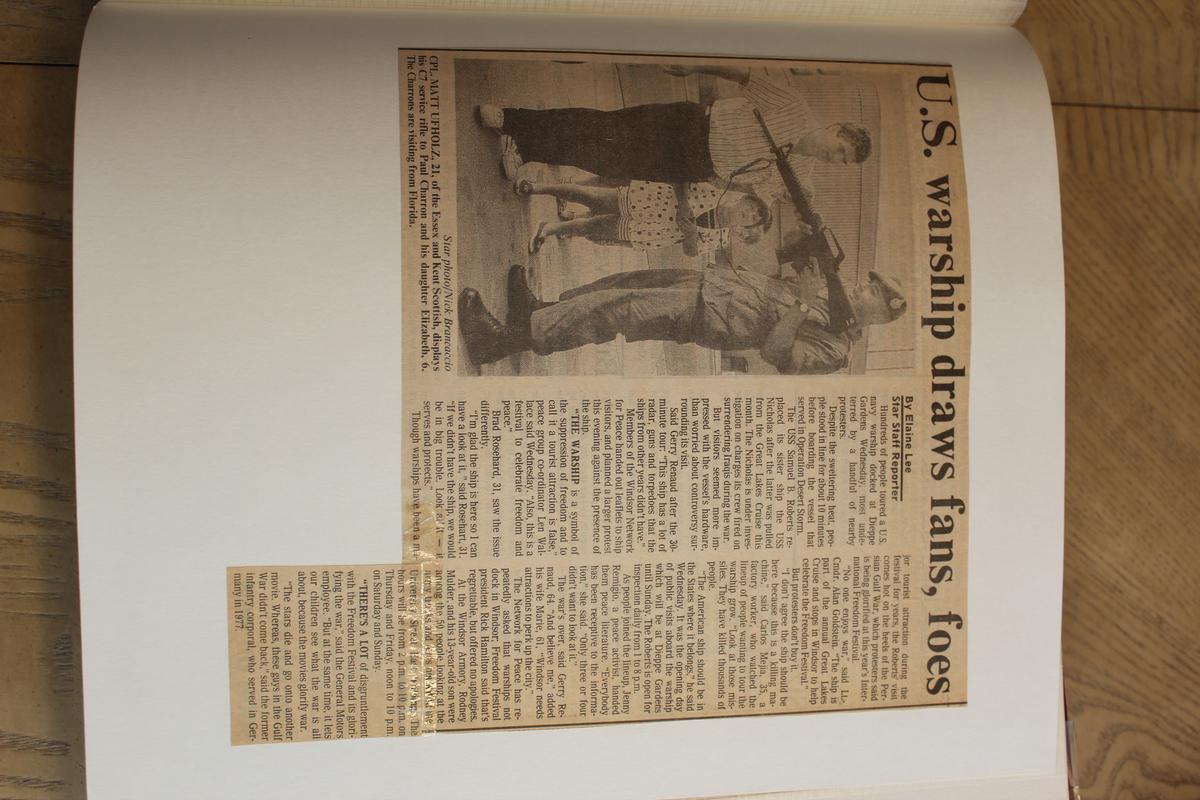 U.S. warship draws fans, foes
Star photo/Nick Brancaccio
CPL. MATT UFHOLZ, 21, of the Essex and Kent Scottish, displays
his C7 service rifle to Paul Charron and his daughter Elizabeth, 6.
The Charrons are visiting from Florida.
By Elaine Lee
Star Staff Reporter
Hundreds of people toured a U.S.
navy warship docked at Dieppe
Gardens Wednesday, most unde-
terred by a handful of nearby
protesters.
Despite the sweltering heat, peo-
ple stood in line for about 10 minutes
before boarding the vessel that
served in Operation Desert Storm.
The USS Samuel B. Roberts re-
placed its sister ship the USS
Nicholas after the latter was pulled
from the Great Lakes Cruise this
month. The Nicholas is under inves-
tigation on charges its crew fired on
surrendering Iraqis during the war.
But visitors seemed more im-
pressed with the vessel's hardware,
than worried about controversy sur-
rounding its visit.
Said Gerry Renaud after the 30-
minute tour: "This ship has a lot of
radar, guns and torpedoes that the
ships from other years didn't have."
Members of the Windsor Network
for Peace handed out leaflets to ship
visitors, and planned a larger protest
this evening against the presence of
the ship.
"THE WARSHIP is a symbol of
the suppression of freedom and to
call it a tourist attraction is false,"
peace group co-ordinator Len Wal-
lace said Wednesday. "Also, this is a
festival to celebrate freedom and
peace."
Brad Rosehart, 31, saw the issue
differently.
"I'm glad the ship is here so I can
have a look at it," said Rosehart, 31.
"If we didn't have the ship, we would
be in big trouble. Look at it — it
serves and protects."
Though warships have been a ma-
jor tourist attraction during the
festival for years, the Roberts' visit
comes hot on the heels of the Per-
sian Gulf War, which protesters said
is being glorified at this year's Inter-
national Freedom Festival.
"No one enjoys war," said Lt.-
Cmdr. Alan Goldstein. "The ship is
part of the annual Great Lakes
Cruise and stops in Windsor to help
celebrate the Freedom Festival."
But protesters don't buy it.
"I don't agree the ship should be
here because this is a killing ma-
chine," said Carlos Mejia, 35, a
factory worker, who watched the
lineup of people wanting to tour the
warship grow. "Look at those mis-
siles. They have killed thousands of
people.
"The American ship should be in
the States where it belongs," he said
Wednesday. It was the opening day
of public visits aboard the warship
which will be at Dieppe Gardens
until Sunday. The Roberts is open for
inspection daily from 1 to 6 p.m.
As people joined the lineup, Jenny
Remigio, a peace activist, handed
them peace literature. "Everybody
has been receptive to the informa-
tion," she said. "Only three or four
didn't want to look at it."
The war's over, said Gerry Re-
naud, 64. "And believe me," added
his wife Marie, 61, "Windsor needs
attractions to perk up the city."
The Network for Peace has re-
peatedly asked that warships not
dock in Windsor; Freedom Festival
president Rick Hamilton said that's
regrettable, but offered no apologies.
At the Windsor Armory, Rodney
Mulder and his 13-year-old son were
among the 50 people looking at the
The
hours will be from p.m. to 10 p.m. on
Thursday and Friday, noon to 10 p.m.
on Saturday and Sunday.
"THERE'S A LOT of disgruntlement
with the Freedom Festival and its glori-
fying the war," said the General Motors
employee. "But at the same time, it lets
our children see what the war is all
about, because the movies glorify war.
"The stars die and go onto another
movie. Whereas, these guys in the Gulf
War didn't come back," said the former
infantry corporal, who served in Ger-
many in 1977.